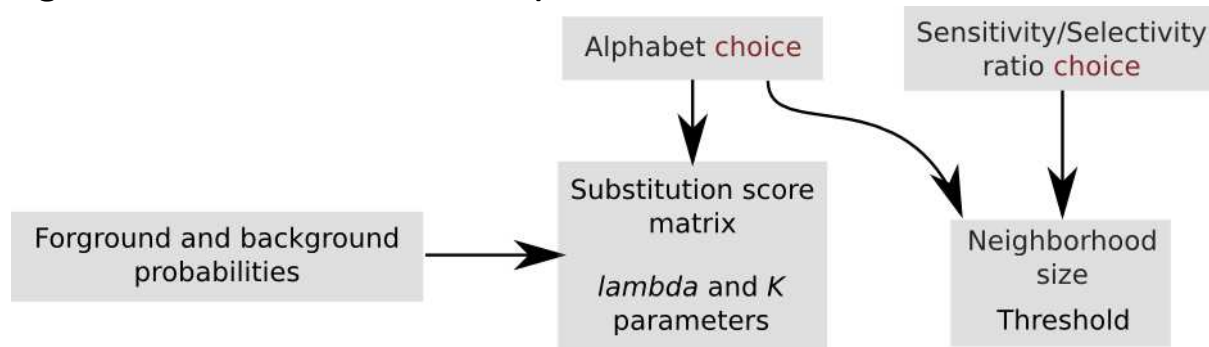 Alphabet choice
Sensitivity/Selectivity
ratio choice
Substitution score
matrix
lambda and K
parameters
Forground and background
probabilities
Neighborhood
size
Threshold